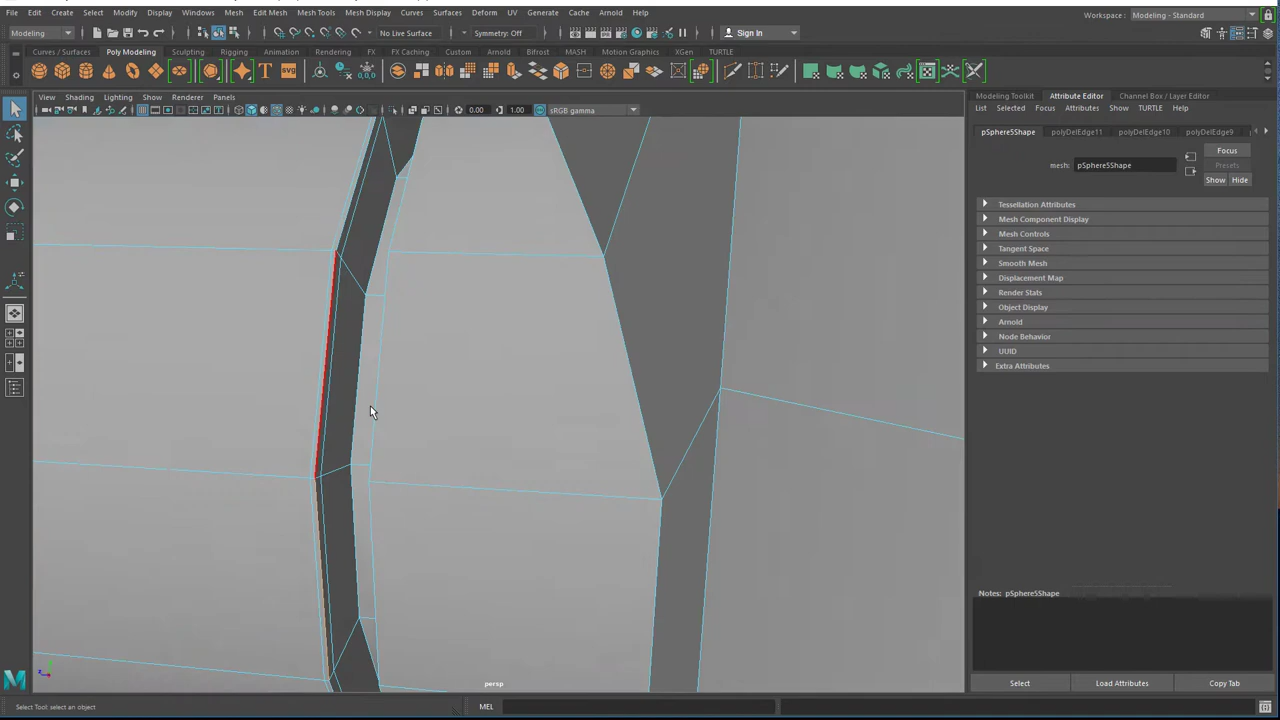 File Edit Create Select Modify Display Windows Mesh Edit Mesh Mesh Tools Mesh Display Curves Surfaces Deform UV Generate Cache Arnold Help
Workspace : Modeling - Standard
Modeling No Live Surface Symmetry: Off Sign In
Curves / Surfaces Poly Modeling Sculpting Rigging Animation Rendering FX FX Caching Custom Arnold Bifrost MASH Motion Graphics XGen TURTLE
View Shading Lighting Show Renderer Panels
0.00 1.00 sRGB gamma
Modeling Toolkit Attribute Editor Channel Box / Layer Editor
List Selected Focus Attributes Show TURTLE Help
pSphere5Shape polyDelEdge11 polyDelEdge10 polyDelEdge9
Focus
mesh: pSphere5Shape Presets
Show Hide
Tessellation Attributes
Mesh Component Display
Mesh Controls
Tangent Space
Smooth Mesh
Displacement Map
Render Stats
Object Display
Arnold
Node Behavior
UUID
Extra Attributes
Notes: pSphere5Shape
persp
Select Load Attributes Copy Tab
Select Tool: select an object
MEL